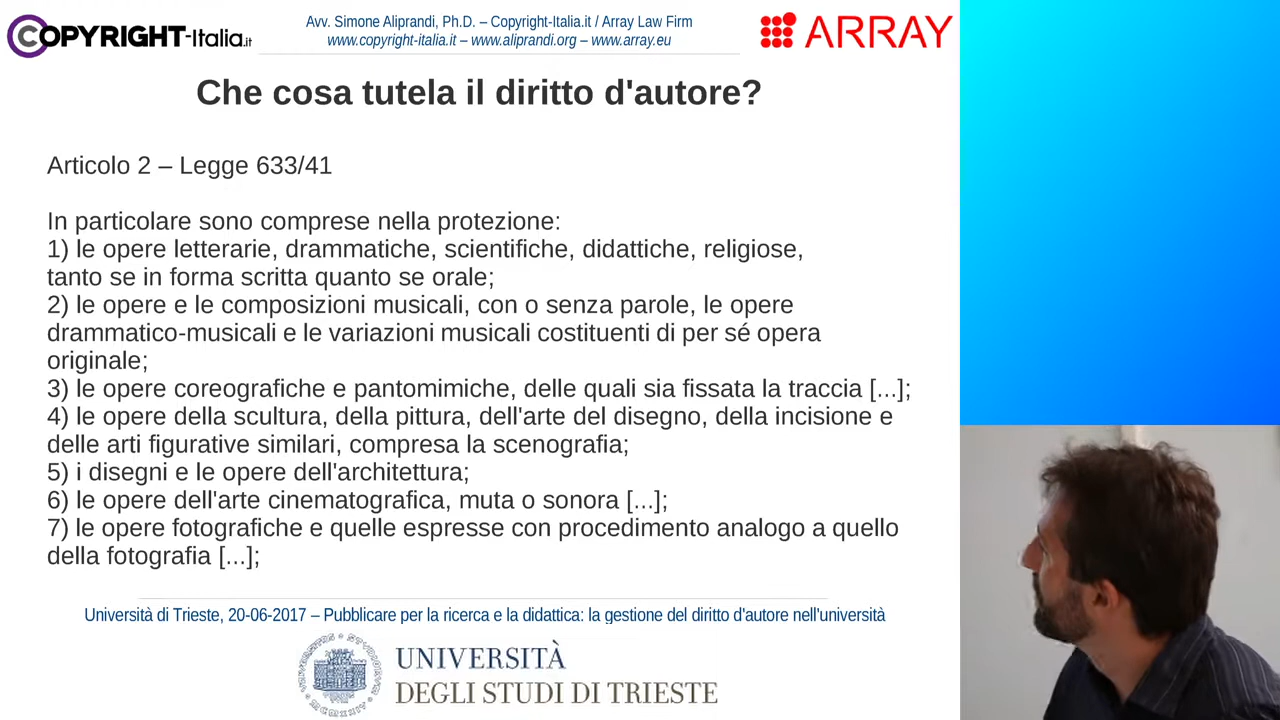 COPYRIGHT-Italia.it
Avv. Simone Aliprandi, Ph.D. – Copyright-Italia.it / Array Law Firm
www.copyright-italia.it – www.aliprandi.org – www.array.eu
ARRAY
Che cosa tutela il diritto d'autore?
Articolo 2 – Legge 633/41
In particolare sono comprese nella protezione:
1) le opere letterarie, drammatiche, scientifiche, didattiche, religiose,
tanto se in forma scritta quanto se orale;
2) le opere e le composizioni musicali, con o senza parole, le opere
drammatico-musicali e le variazioni musicali costituenti di per sé opera
originale;
3) le opere coreografiche e pantomimiche, delle quali sia fissata la traccia [...];
4) le opere della scultura, della pittura, dell'arte del disegno, della incisione e
delle arti figurative similari, compresa la scenografia;
5) i disegni e le opere dell'architettura;
6) le opere dell'arte cinematografica, muta o sonora [...];
7) le opere fotografiche e quelle espresse con procedimento analogo a quello
della fotografia [...];
Università di Trieste, 20-06-2017 – Pubblicare per la ricerca e la didattica: la gestione del diritto d'autore nell'università
UNIVERSITÀ
DEGLI STUDI DI TRIESTE